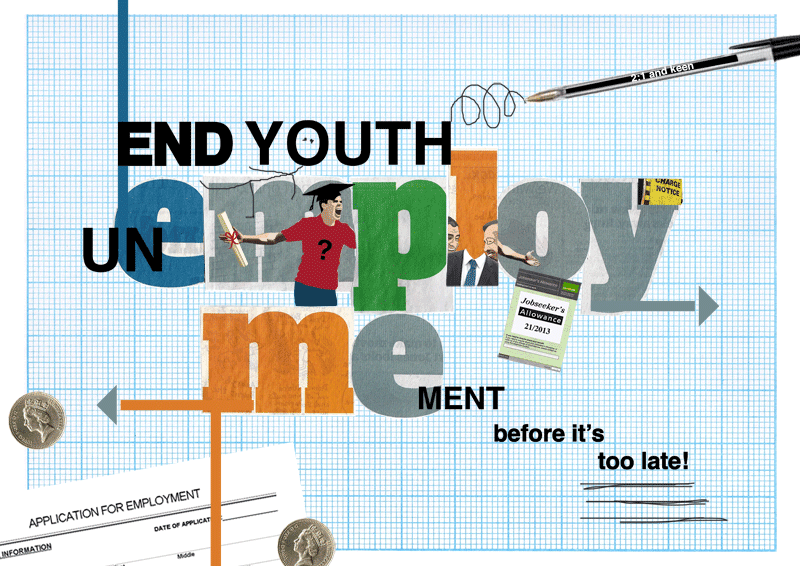 2:1 and keen
END YOUTH
employ
UN
CHARGE
NOTICE
?
Jobseeker's
Allowance
21/2013
me
MENT
before it's
too late!
APPLICATION FOR EMPLOYMENT
DATE OF APPLICAT
INFORMATION
Middle